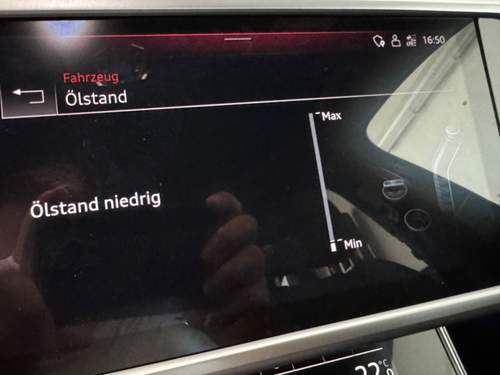 16:50
Fahrzeug
Ölstand
Max
Ölstand niedrig
Min